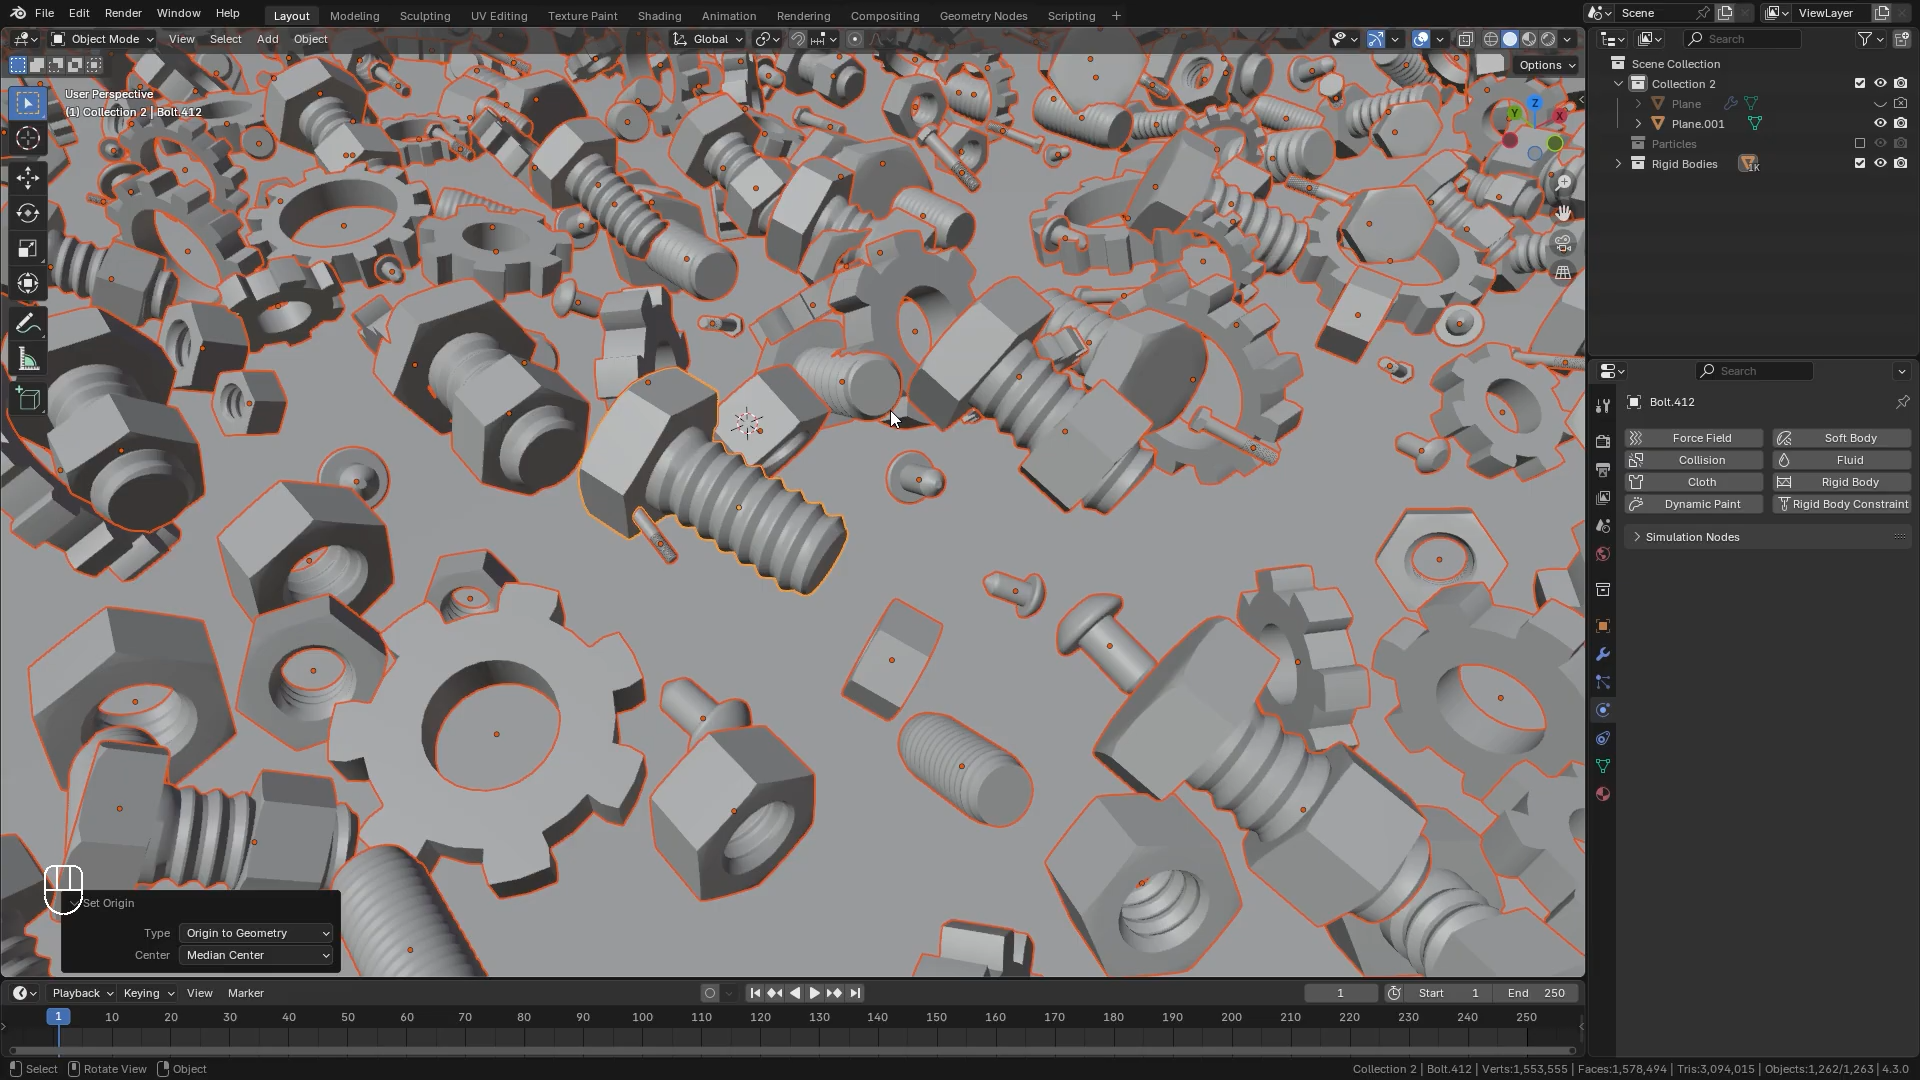 File Edit Render Window Help Layout Modeling Sculpting UV Editing Texture Paint Shading Animation Rendering Compositing Geometry Nodes Scripting + Scene ViewLayer
Object Mode View Select Add Object Global Search
Options
User Perspective
(1) Collection 2 | Bolt.412
Z
Y
X
Scene Collection
Collection 2
Plane
Plane.001
Particles
Rigid Bodies 1K
Search
Bolt.412
Force Field Soft Body
Collision Fluid
Cloth Rigid Body
Dynamic Paint Rigid Body Constraint
Simulation Nodes
Set Origin
Type Origin to Geometry
Center Median Center
Playback Keying View Marker 1 Start 1 End 250
1 10 20 30 40 50 60 70 80 90 100 110 120 130 140 150 160 170 180 190 200 210 220 230 240 250
Select Rotate View Object Collection 2 | Bolt.412 | Verts:1,553,555 | Faces:1,578,494 | Tris:3,094,015 | Objects:1,262/1,263 | 4.3.0